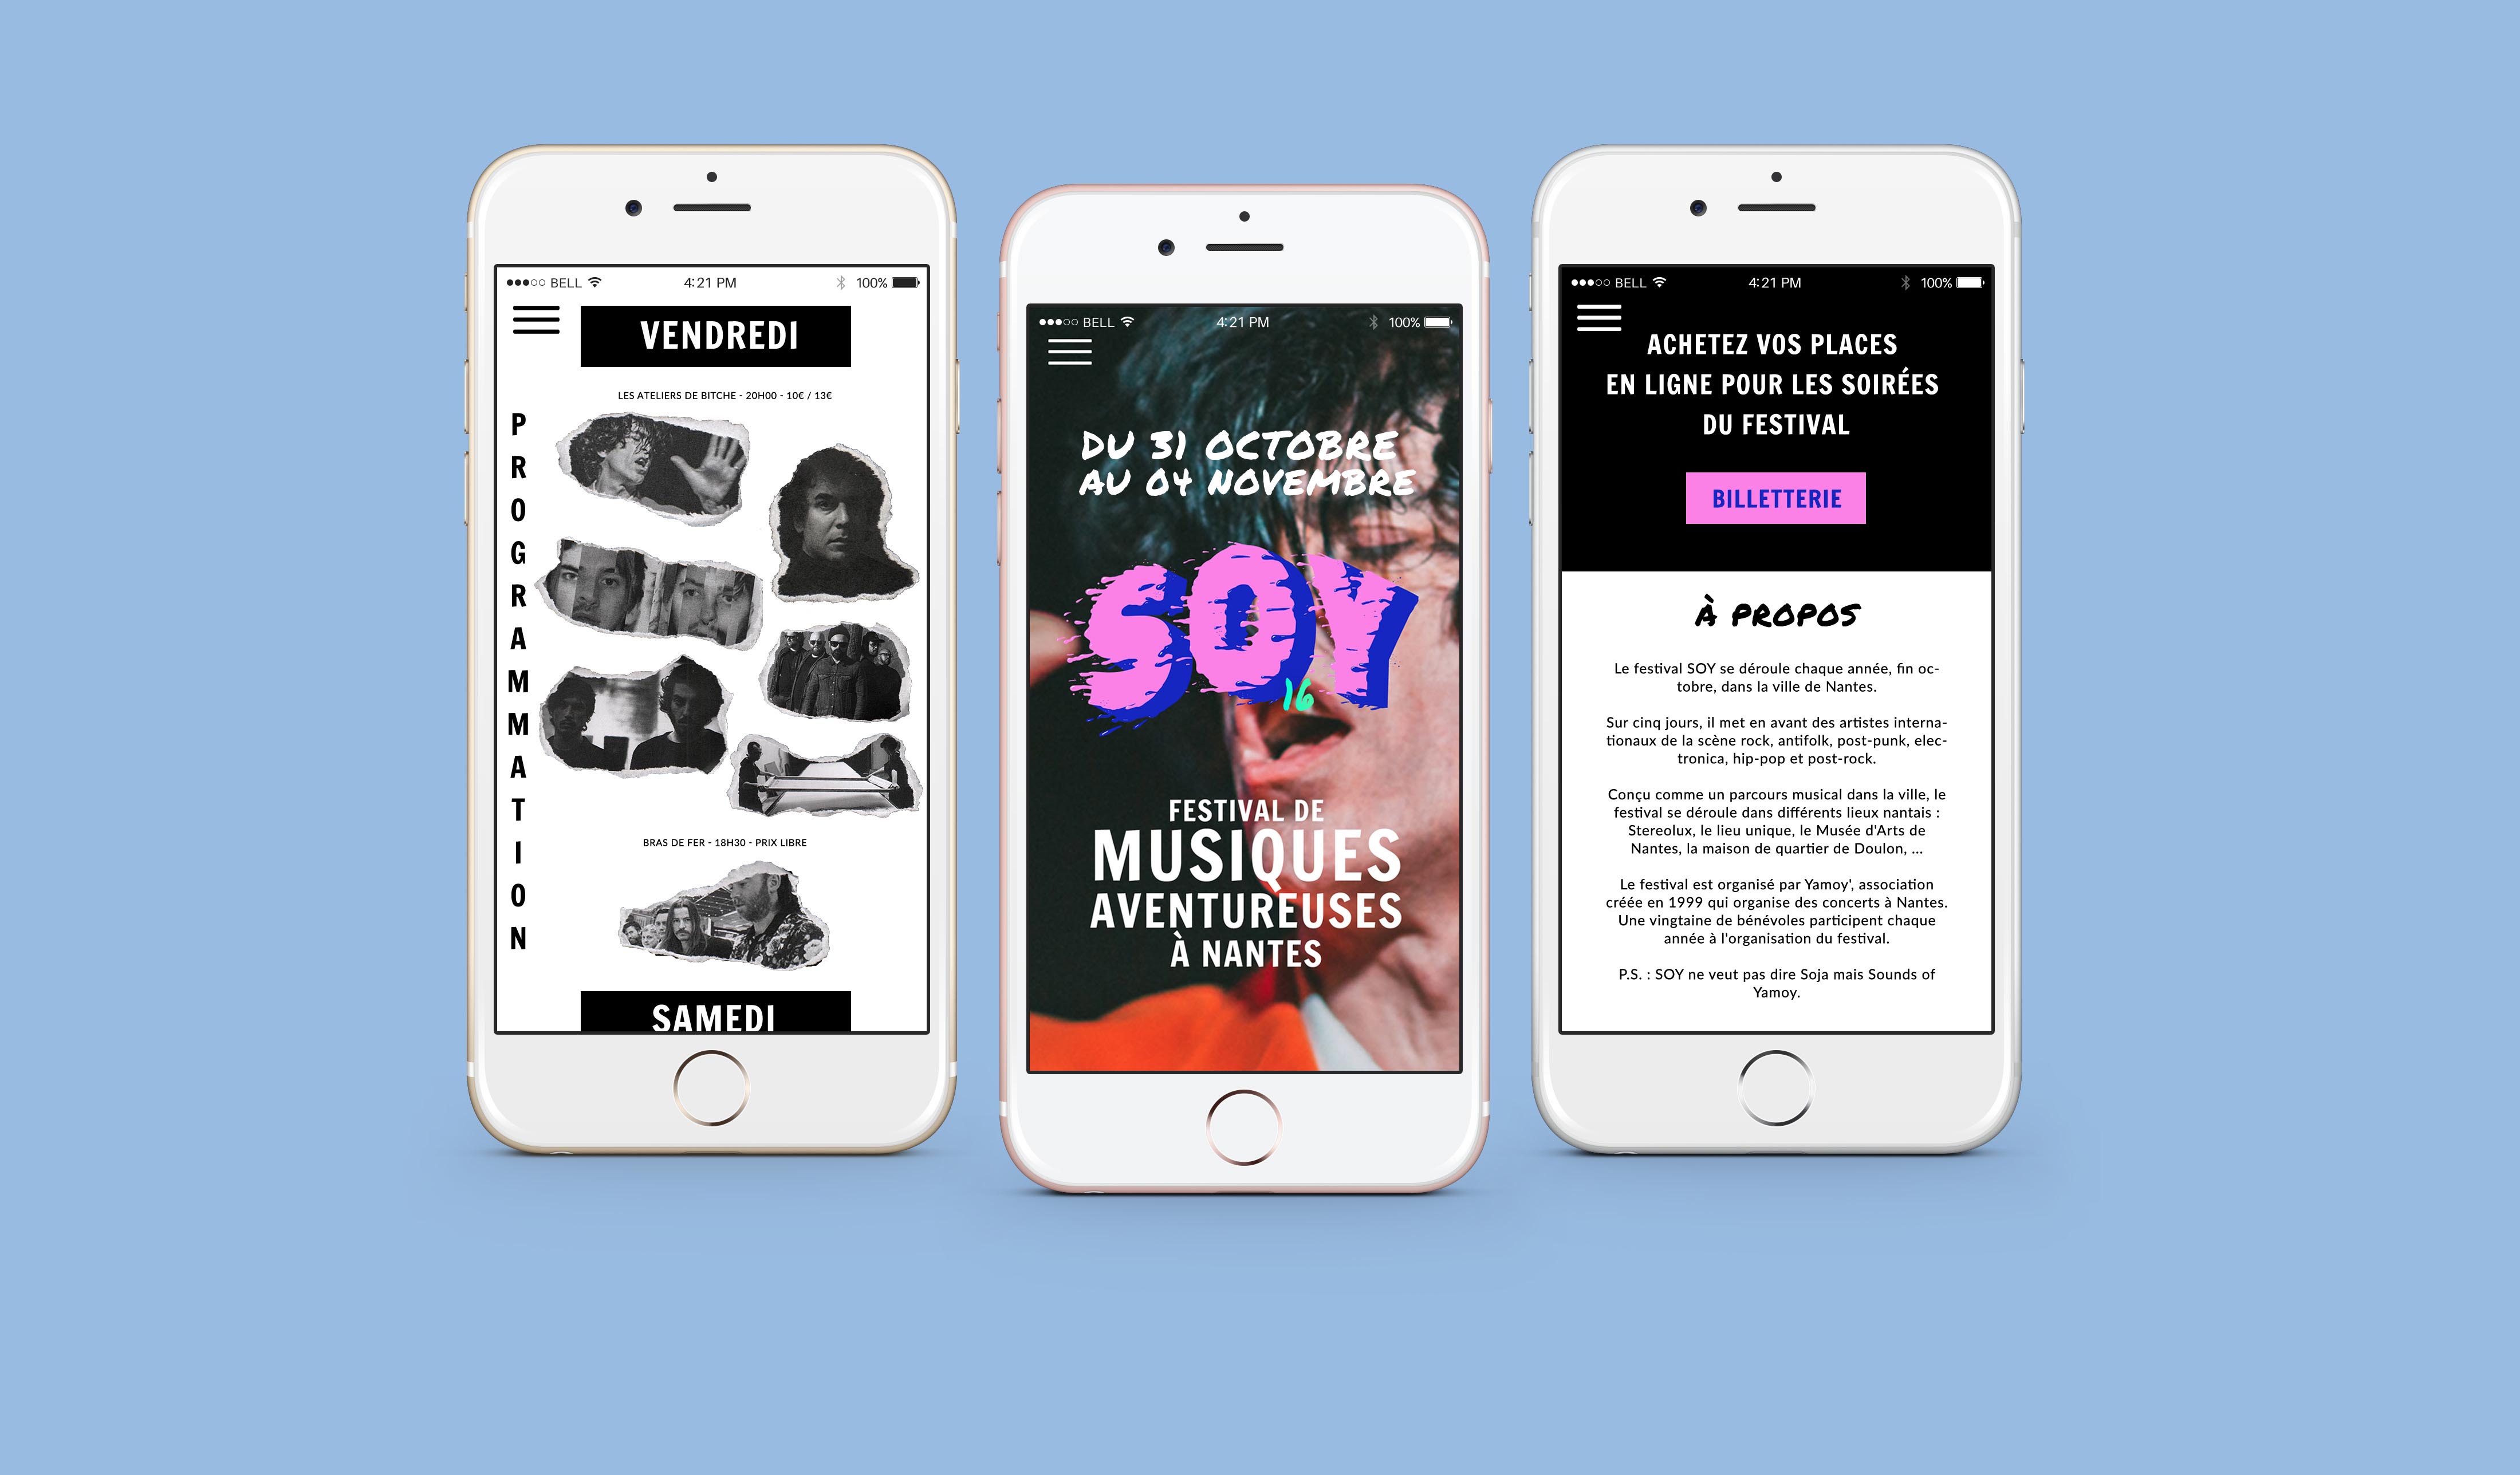 BELL 4:21 PM 100%
VENDREDI
LES ATELIERS DE BITCHE - 20H00 - 10€ / 13€
PROGRAMMATION
BRAS DE FER - 18H30 - PRIX LIBRE
SAMEDI
BELL 4:21 PM 100%
DU 31 OCTOBRE
AU 04 NOVEMBRE
SOY
16
FESTIVAL DE
MUSIQUES
AVENTUREUSES
À NANTES
BELL 4:21 PM 100%
ACHETEZ VOS PLACES
EN LIGNE POUR LES SOIRÉES
DU FESTIVAL
BILLETTERIE
À PROPOS
Le festival SOY se déroule chaque année, fin oc-
tobre, dans la ville de Nantes.
Sur cinq jours, il met en avant des artistes interna-
tionaux de la scène rock, antifolk, post-punk, elec-
tronica, hip-pop et post-rock.
Conçu comme un parcours musical dans la ville, le
festival se déroule dans différents lieux nantais :
Stereolux, le lieu unique, le Musée d'Arts de
Nantes, la maison de quartier de Doulon, ...
Le festival est organisé par Yamoy', association
créée en 1999 qui organise des concerts à Nantes.
Une vingtaine de bénévoles participent chaque
année à l'organisation du festival.
P.S. : SOY ne veut pas dire Soja mais Sounds of
Yamoy.